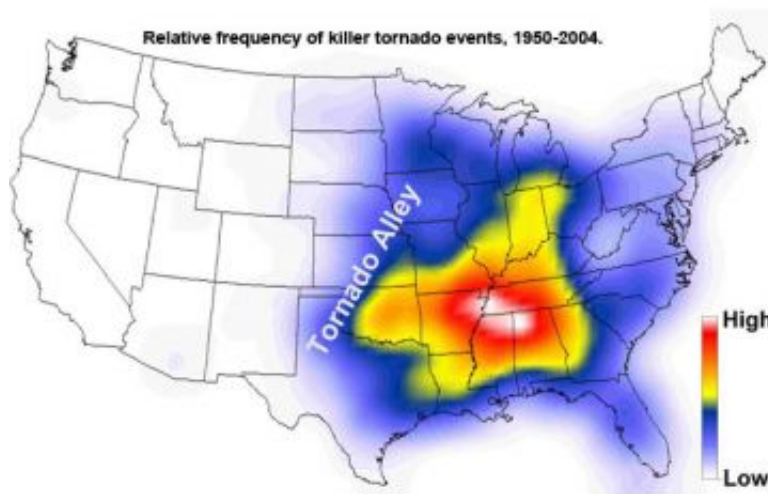 Relative frequency of killer tornado events, 1950-2004.
Tornado Alley
High
Low